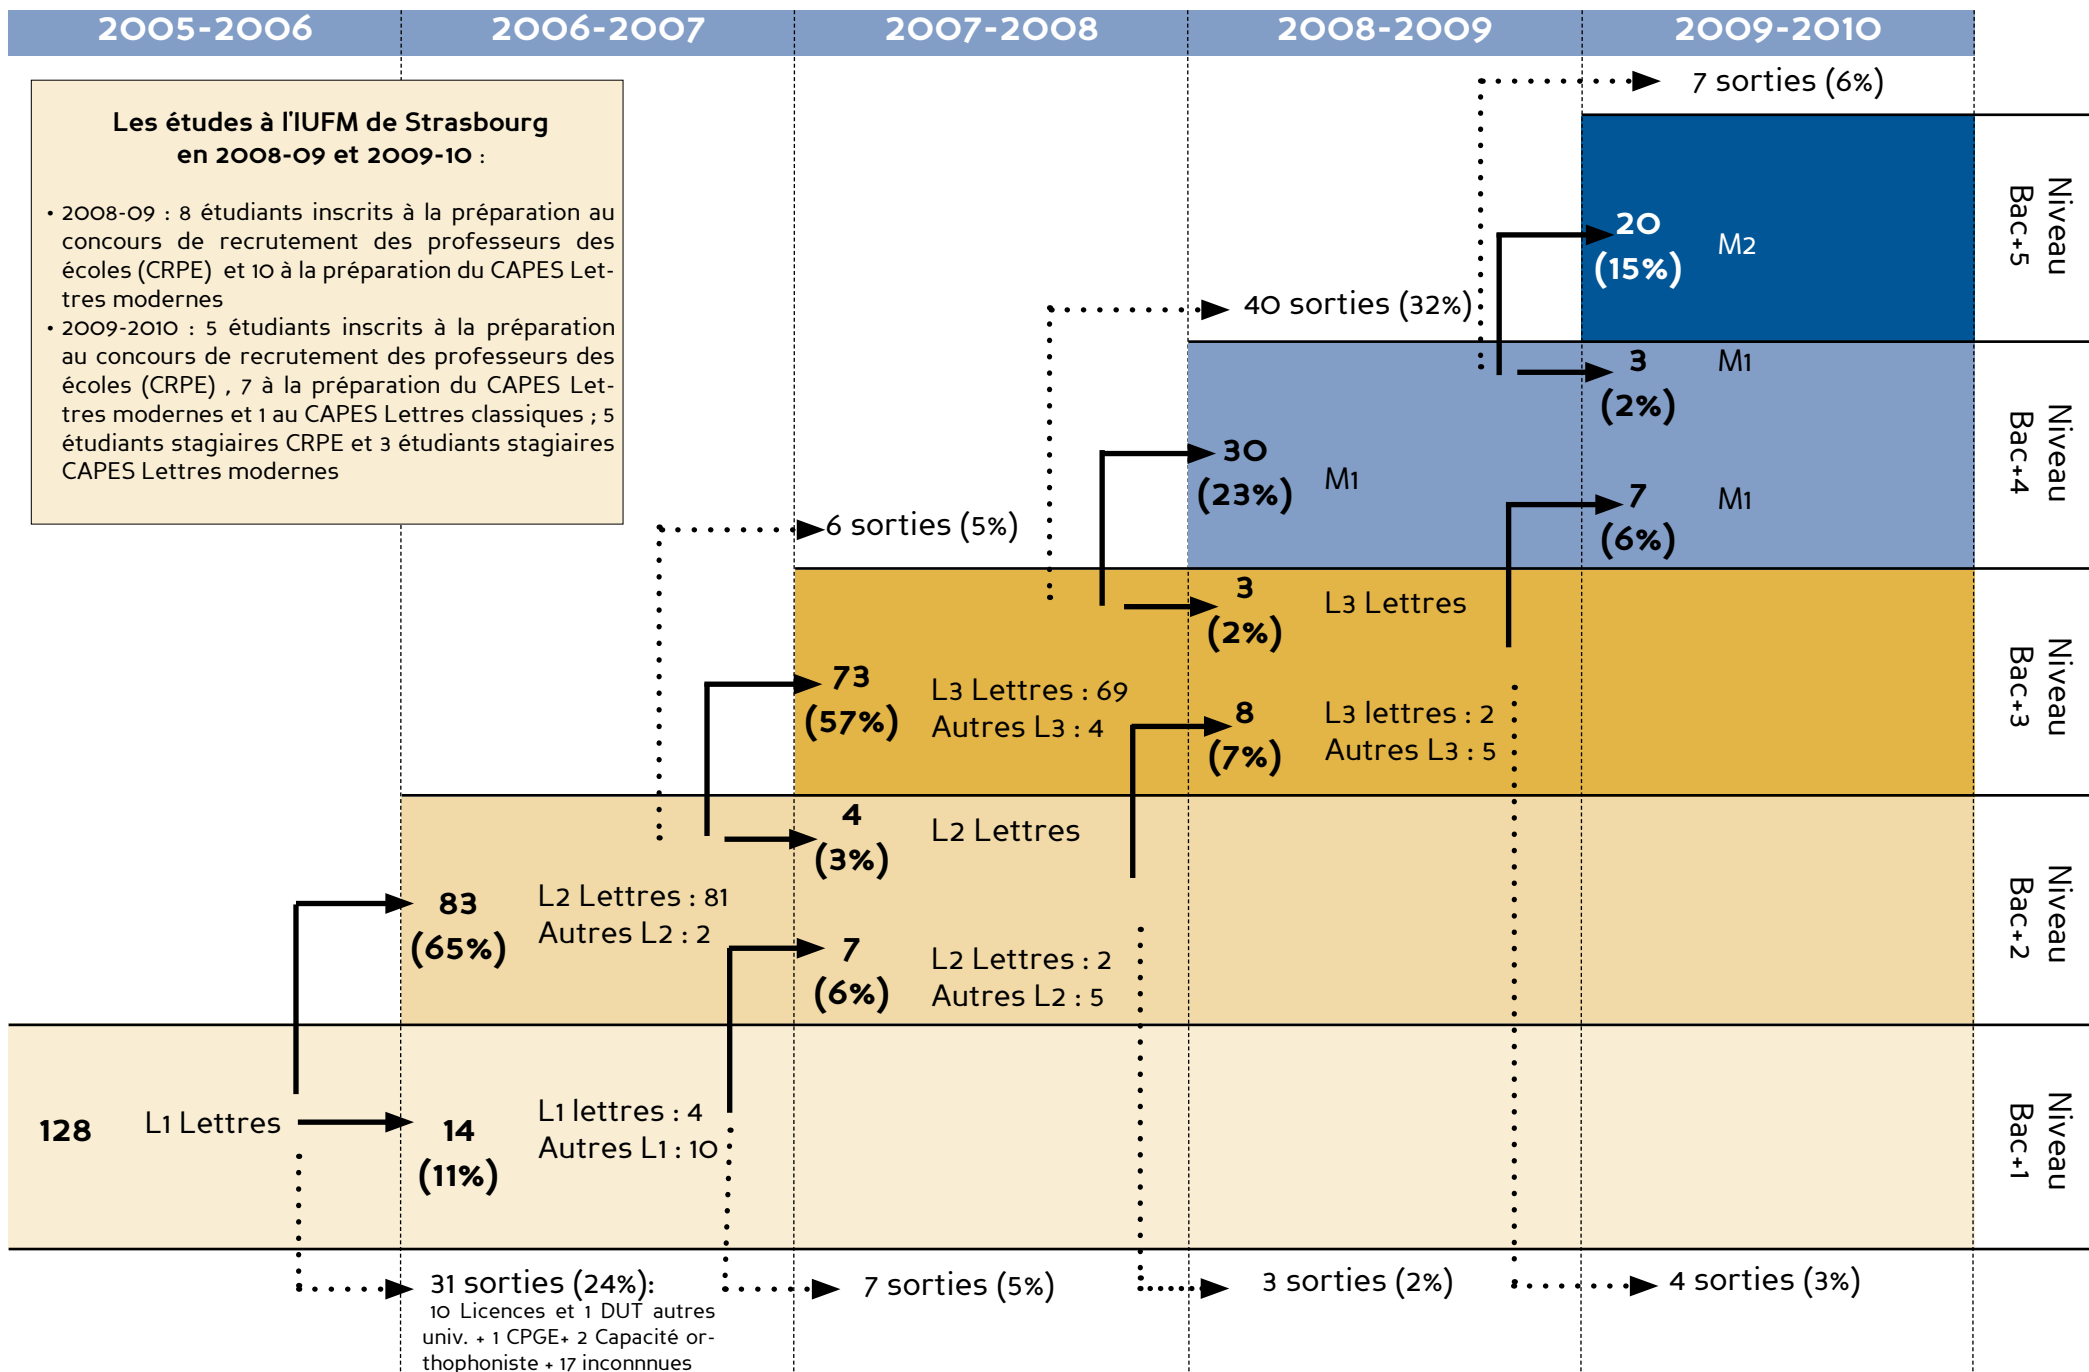 2005-2006
2006-2007
2007-2008
2008-2009
2009-2010
Les études à l'IUFM de Strasbourg
en 2008-09 et 2009-10 :
• 2008-09 : 8 étudiants inscrits à la préparation au
concours de recrutement des professeurs des
écoles (CRPE) et 10 à la préparation du CAPES Let-
tres modernes
• 2009-2010 : 5 étudiants inscrits à la préparation
au concours de recrutement des professeurs des
écoles (CRPE) , 7 à la préparation du CAPES Let-
tres modernes et 1 au CAPES Lettres classiques ; 5
étudiants stagiaires CRPE et 3 étudiants stagiaires
CAPES Lettres modernes
7 sorties (6%)
20
(15%)
M2
Niveau
Bac+5
40 sorties (32%)
3
(2%)
M1
30
(23%)
M1
7
(6%)
M1
Niveau
Bac+4
6 sorties (5%)
3
(2%)
L3 Lettres
73
(57%)
L3 Lettres : 69
Autres L3 : 4
8
(7%)
L3 lettres : 2
Autres L3 : 5
Niveau
Bac+3
4
(3%)
L2 Lettres
83
(65%)
L2 Lettres : 81
Autres L2 : 2
7
(6%)
L2 Lettres : 2
Autres L2 : 5
Niveau
Bac+2
128
L1 Lettres
14
(11%)
L1 lettres : 4
Autres L1 : 10
Niveau
Bac+1
31 sorties (24%):
10 Licences et 1 DUT autres
univ. + 1 CPGE+ 2 Capacité or-
thophoniste + 17 inconnnues
7 sorties (5%)
3 sorties (2%)
4 sorties (3%)